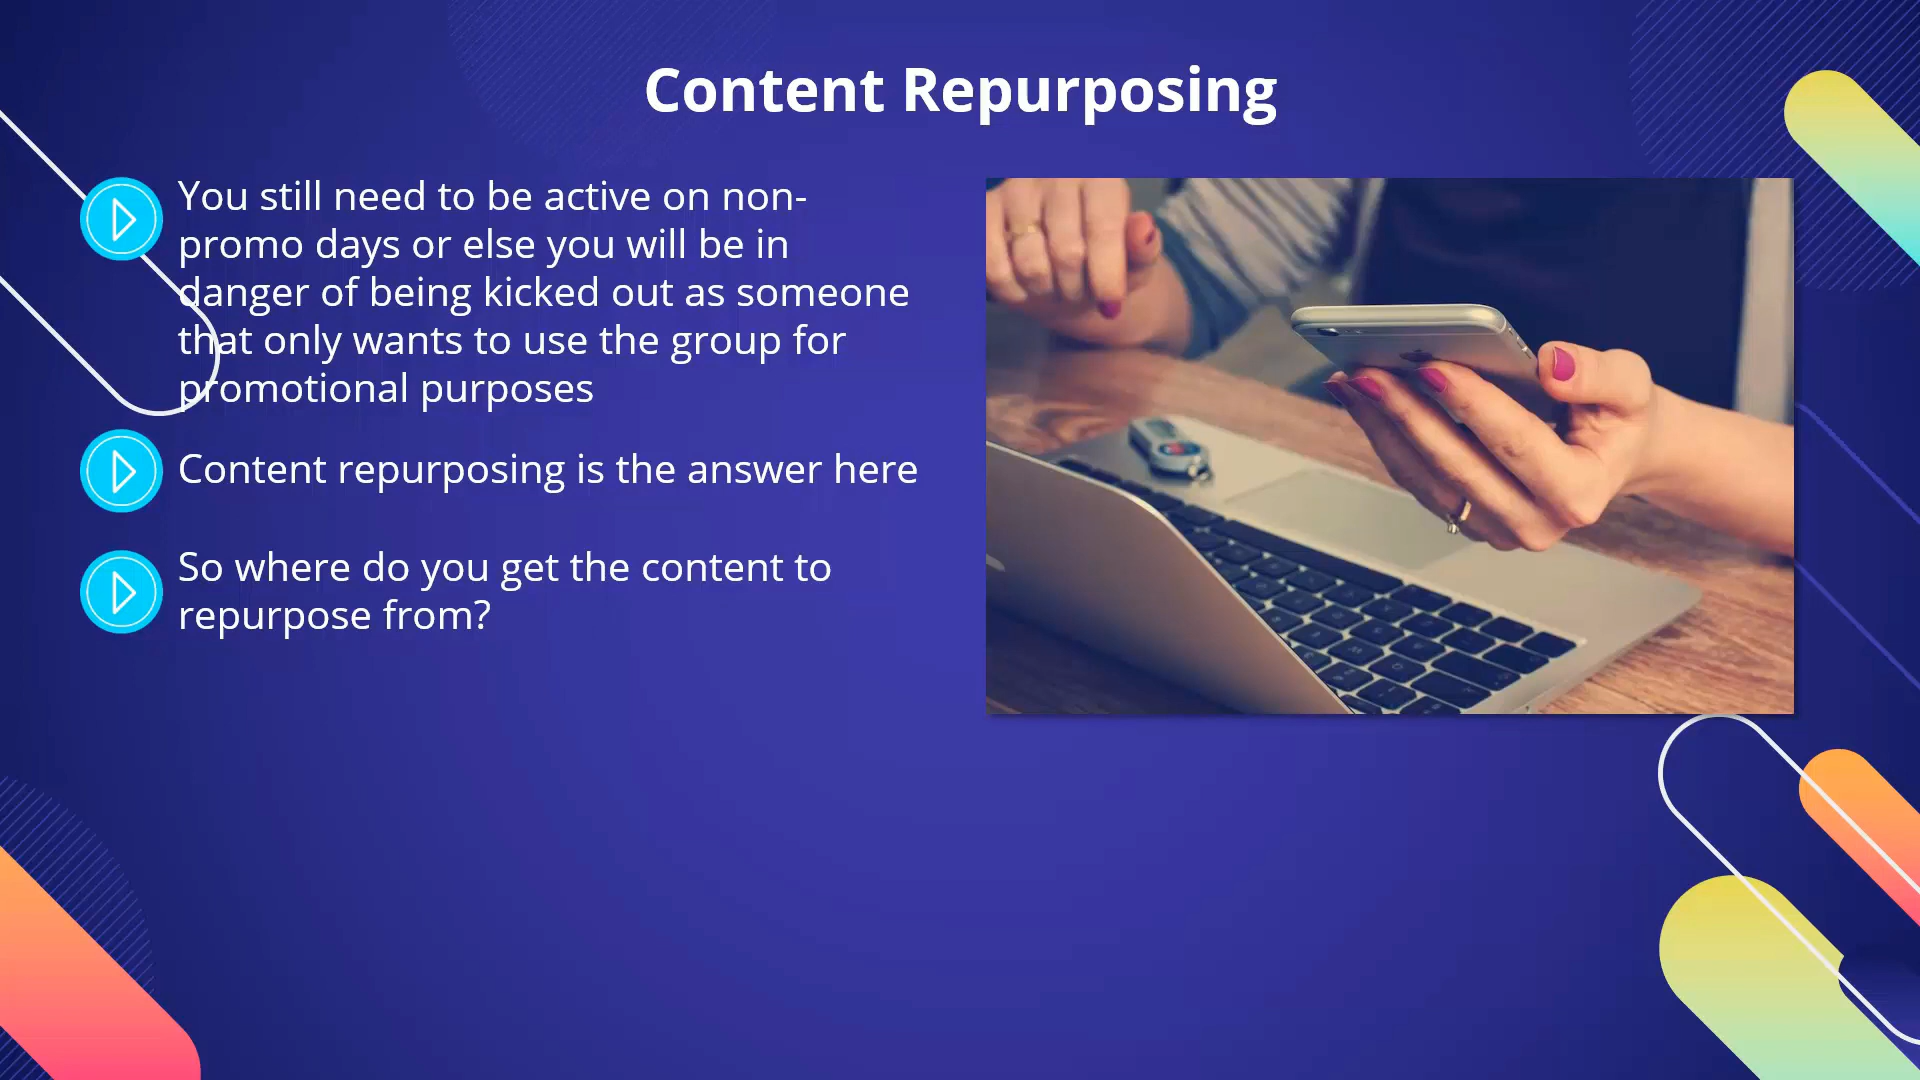 Content Repurposing
You still need to be active on non-
promo days or else you will be in
danger of being kicked out as someone
that only wants to use the group for
promotional purposes
Content repurposing is the answer here
So where do you get the content to
repurpose from?